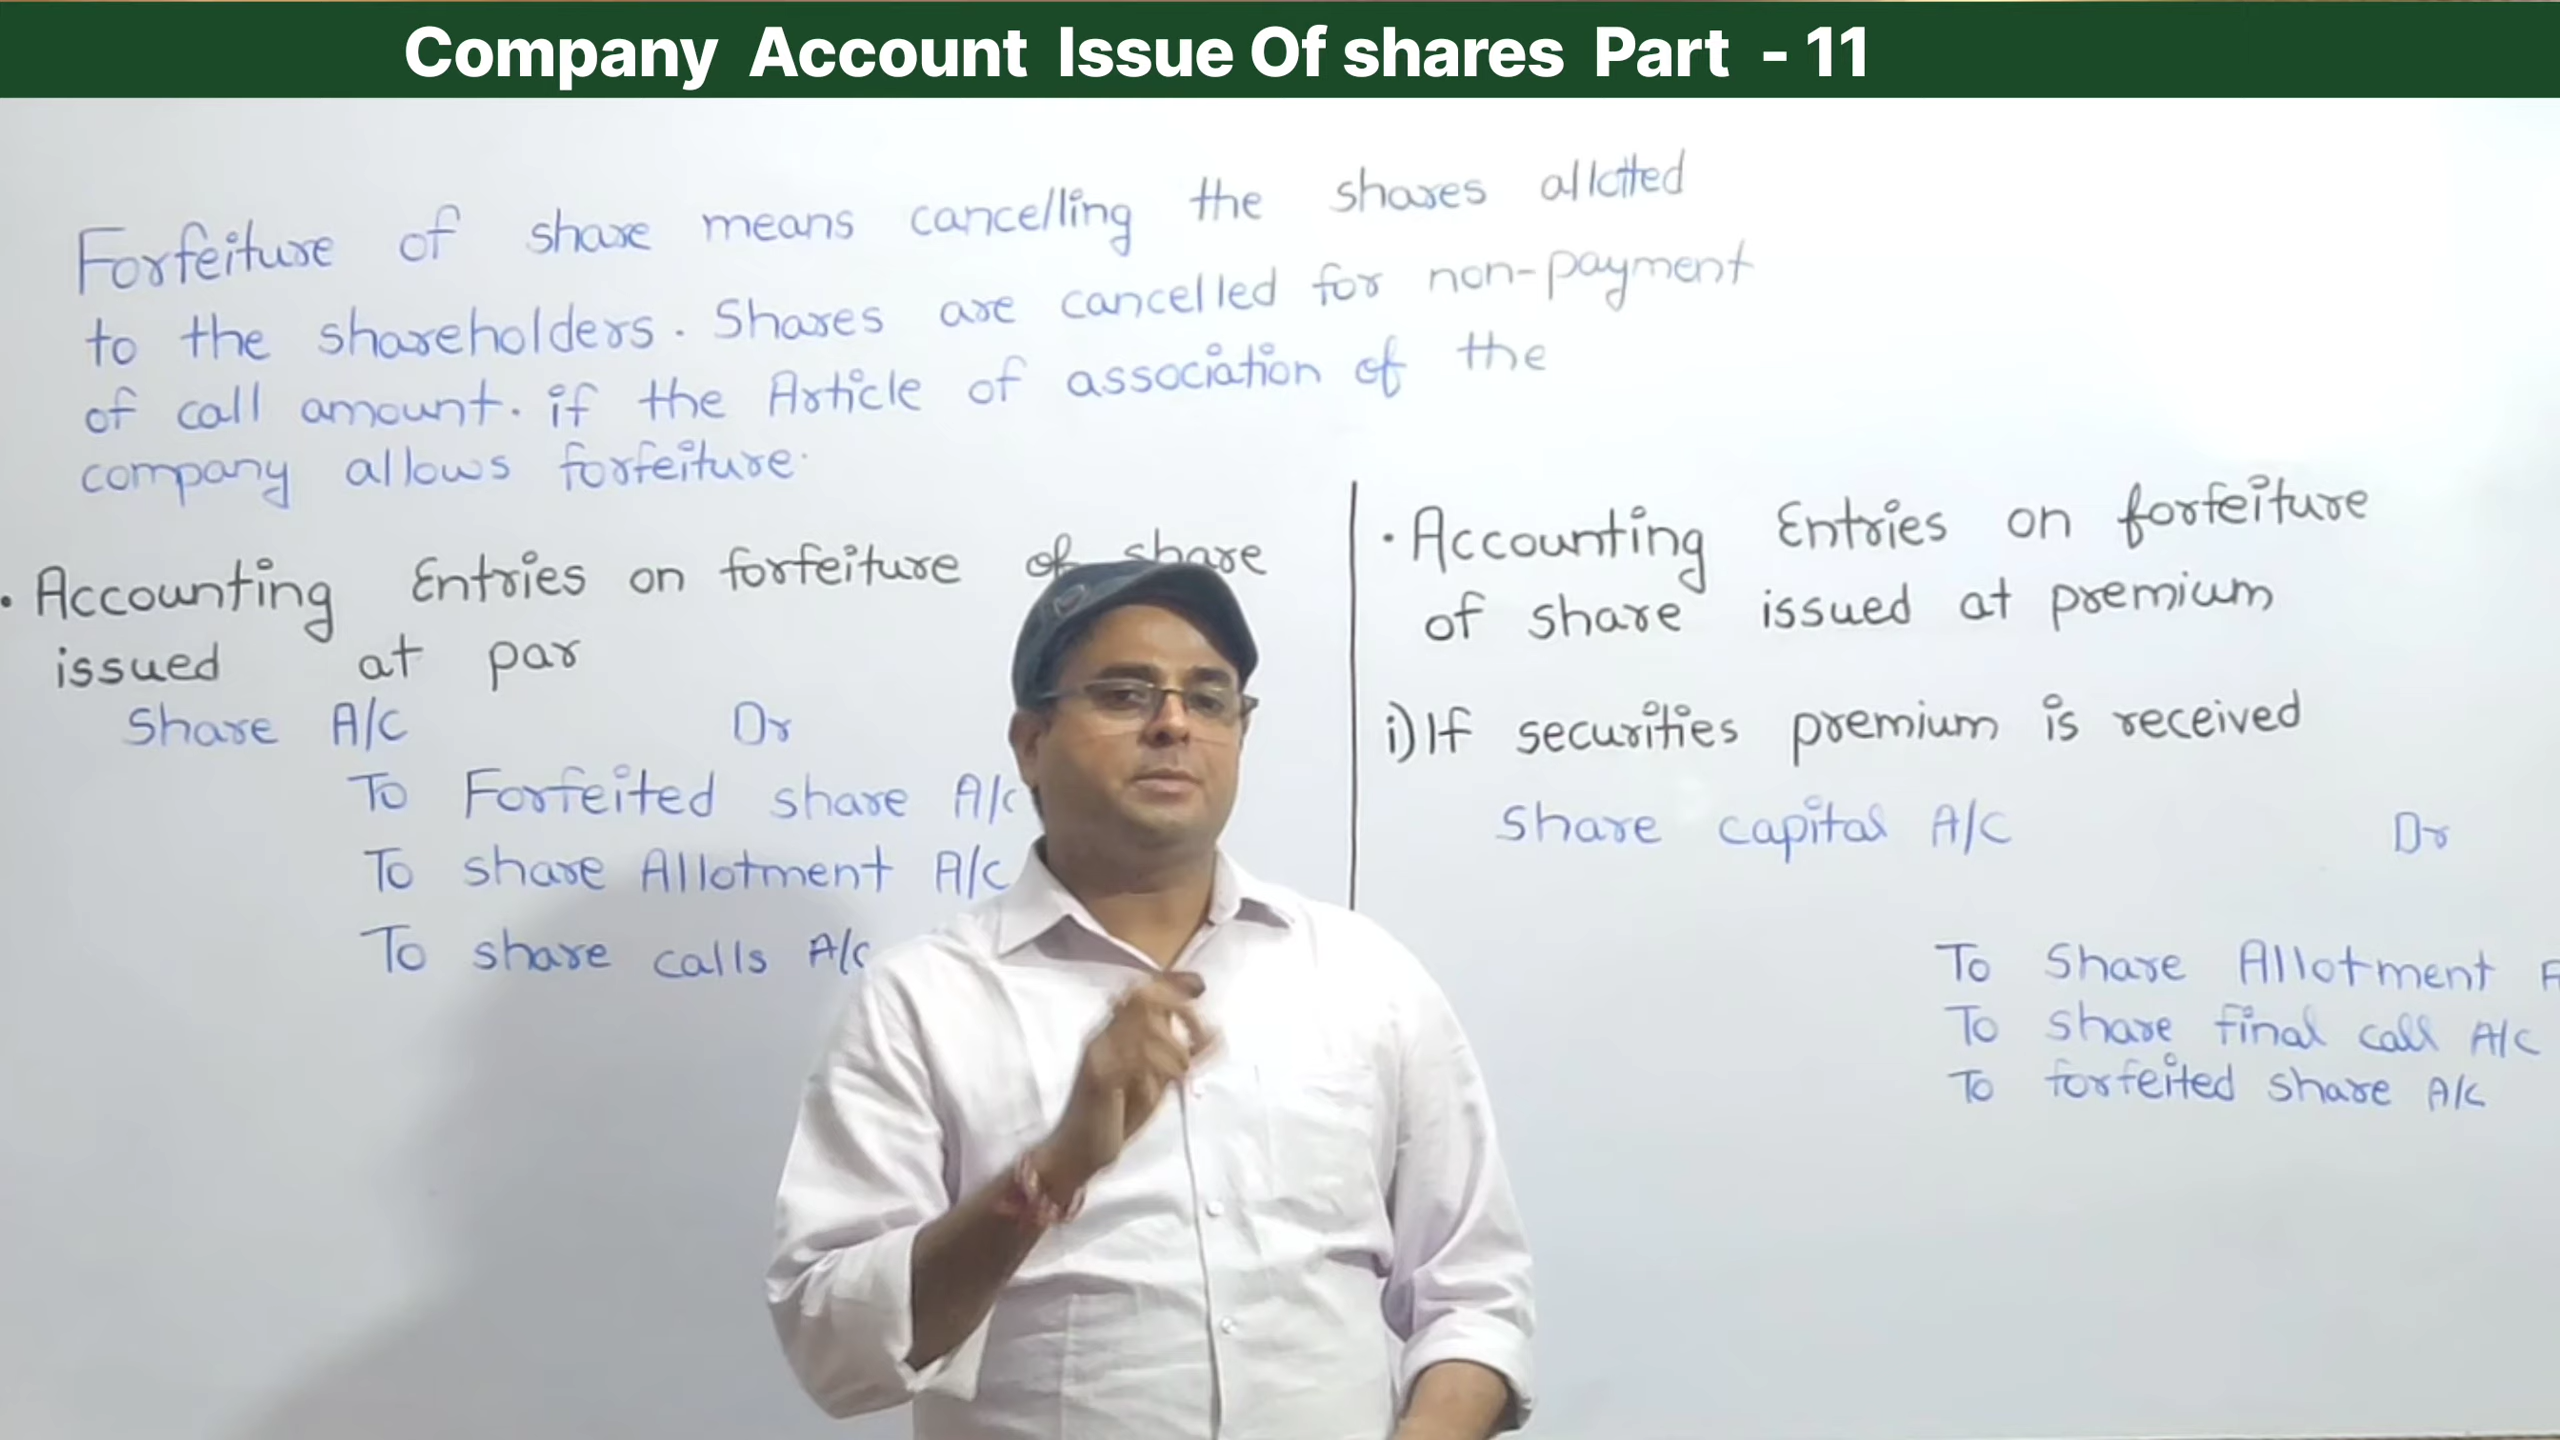 Company Account Issue Of shares Part - 11
Forfeiture of share means cancelling the shares allotted
to the shareholders. Shares are cancelled for non-payment
of call amount. if the Article of association of the
company allows forfeiture.
• Accounting Entries on forfeiture of share
issued at par
Share A/C Dr
To Forfeited share A/c
To share Allotment A/C
To share calls A/c
• Accounting Entries on forfeiture
of share issued at premium
i) If securities premium is received
Share capital A/C Dr
To Share Allotment A
To share final call A/C
To forfeited share A/C